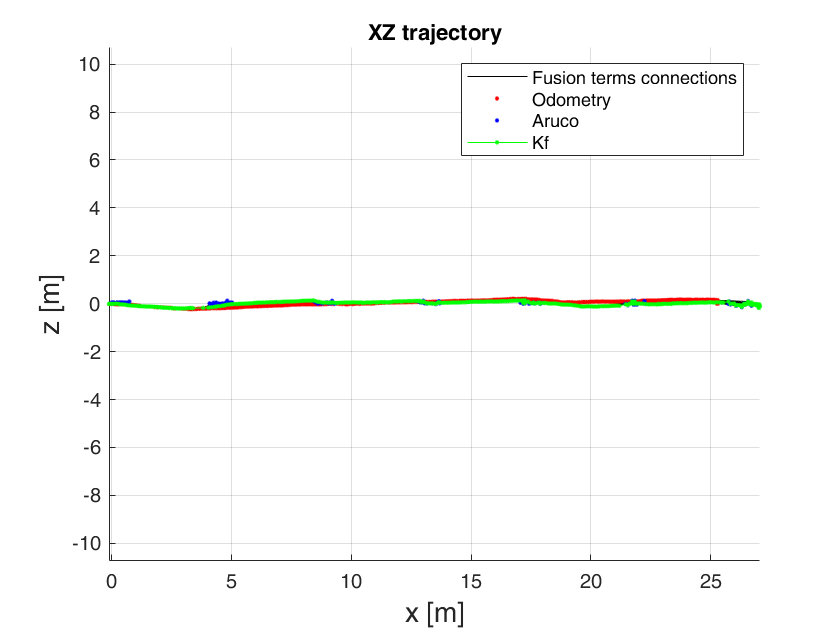 XZ trajectory
Fusion terms connections
Odometry
Aruco
Kf
10
8
6
4
2
0
-2
-4
-6
-8
-10
z [m]
0 5 10 15 20 25
x [m]